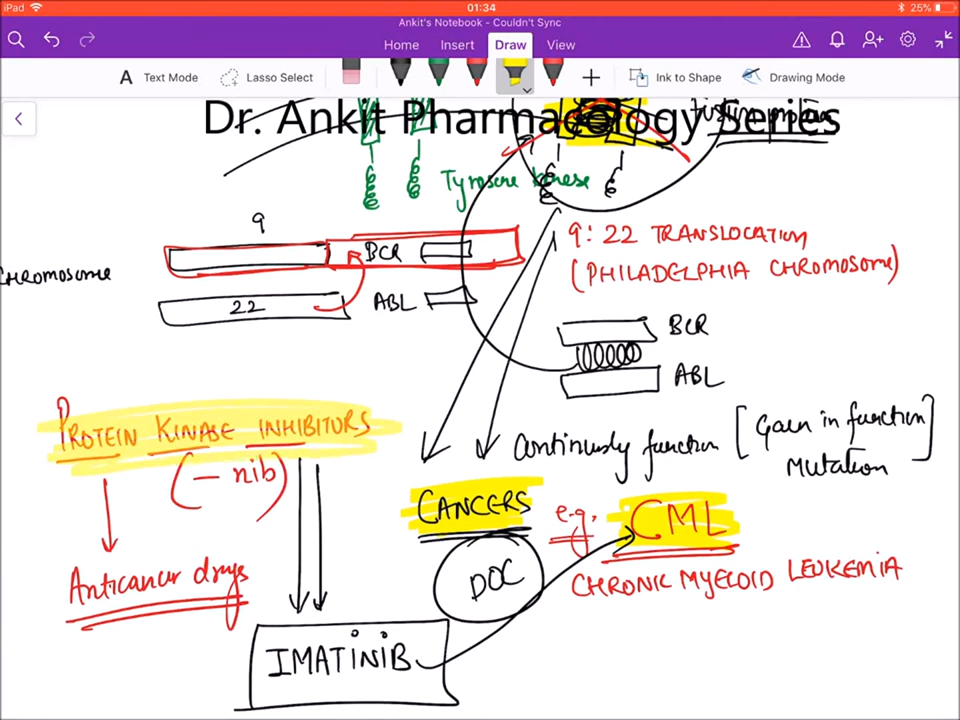 iPad
01:34
25%
Ankit's Notebook - Couldn't Sync
Home Insert Draw View
A Text Mode Lasso Select Ink to Shape Drawing Mode
Dr. Ankit Pharmacology Series
fusion protein
Tyrosine kinase
9
BCR
CHROMOSOME
22
ABL
9:22 TRANSLOCATION
(PHILADELPHIA CHROMOSOME)
BCR
ABL
PROTEIN KINASE INHIBITORS
(- nib)
Continuously function [Gain in function]
Mutation
CANCERS e.g. CML
CHRONIC MYELOID LEUKEMIA
DOC
Anticancer drugs
IMATINIB